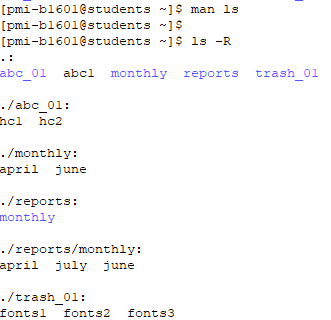 [pmi-b1601@students ~]$ man ls
[pmi-b1601@students ~]$
[pmi-b1601@students ~]$ ls -R
.:
abc_01  abc1  monthly  reports  trash_01
./abc_01:
hc1  hc2
./monthly:
april  june
./reports:
monthly
./reports/monthly:
april  july  june
./trash_01:
fonts1  fonts2  fonts3